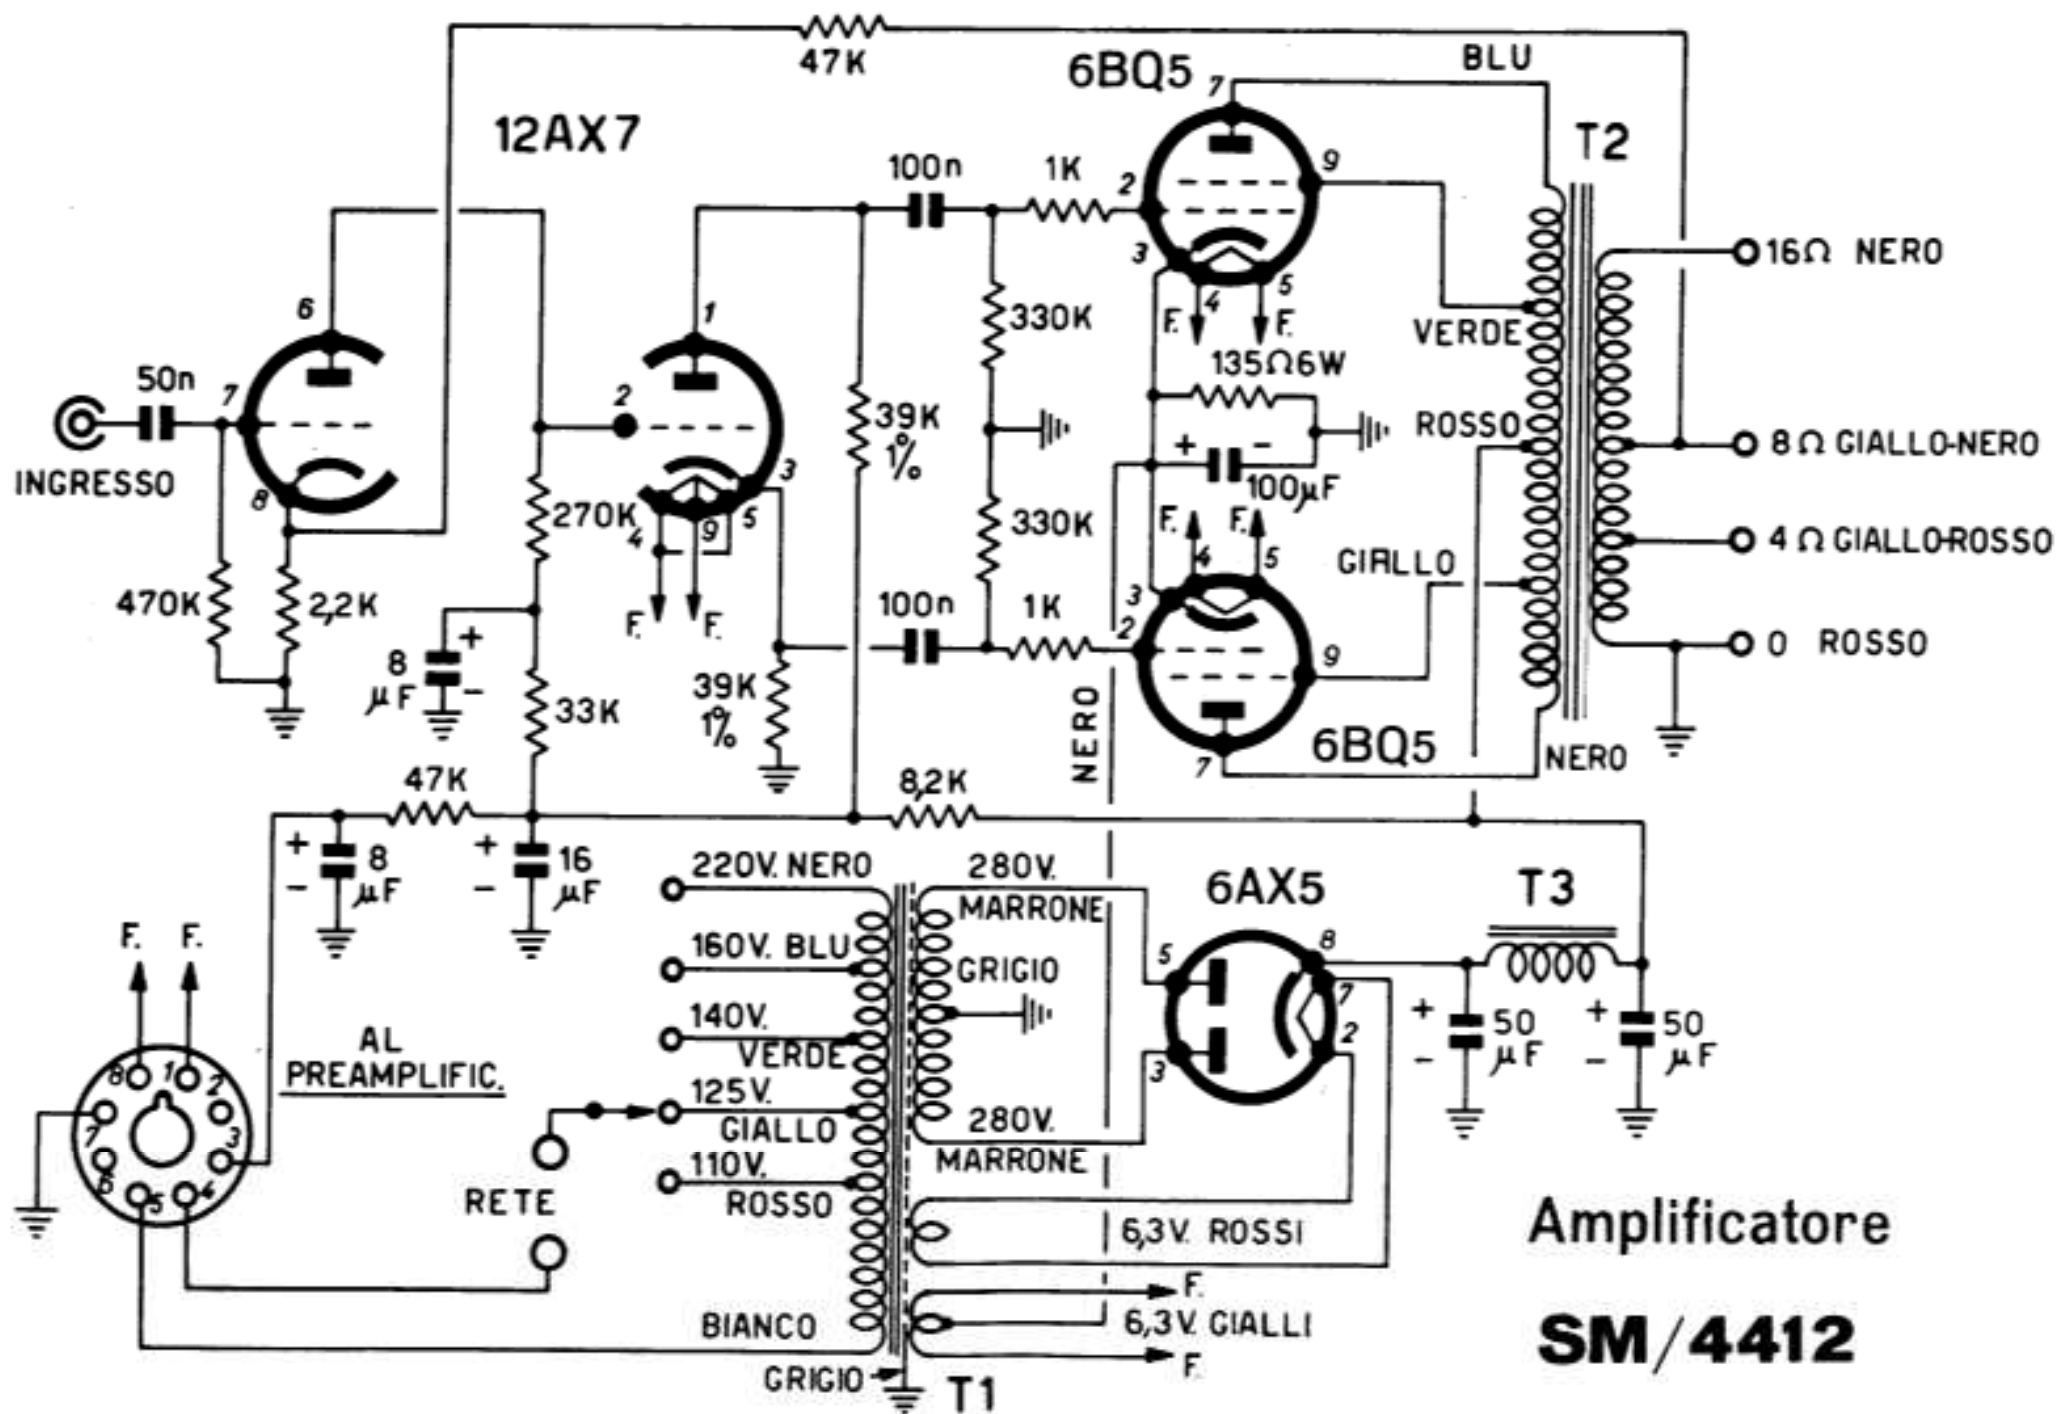 47K
BLU
6BQ5
7
12AX7
T2
100n
1K
2
9
3
4
5
F.
F.
16Ω NERO
6
1
330K
VERDE
135Ω6W
50n
7
2
39K
1%
ROSSO
8Ω GIALLO-NERO
INGRESSO
8
3
+
-
100μF
270K
4
9
5
330K
F.
F.
4
5
GIALLO
4Ω GIALLO-ROSSO
470K
2,2K
F.
F.
100n
1K
3
2
9
0 ROSSO
8
μF
+
-
33K
39K
1%
NERO
6BQ5
7
NERO
47K
8,2K
+
-
8
μF
+
-
16
μF
220V. NERO
280V.
MARRONE
6AX5
T3
F.
F.
160V. BLU
GRIGIO
5
8
7
2
3
+
-
50
μF
+
-
50
μF
AL
PREAMPLIFIC.
140V.
VERDE
125V.
GIALLO
280V.
MARRONE
8
1
2
7
3
6
5
4
RETE
110V.
ROSSO
6,3V. ROSSI
Amplificatore
F.
BIANCO
6,3V. GIALLI
F.
SM/4412
GRIGIO
T1